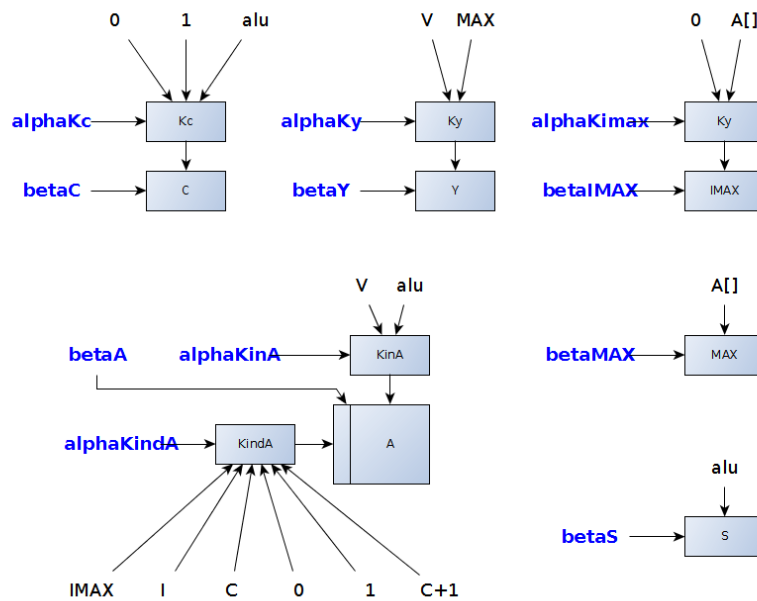 0 1 alu V MAX 0 A[]
alphaKc Kc alphaKy Ky alphaKimax Ky
betaC C betaY Y betaIMAX IMAX
V alu A[]
betaA alphaKinA KinA betaMAX MAX
alphaKindA KindA A
alu
betaS S
IMAX I C 0 1 C+1